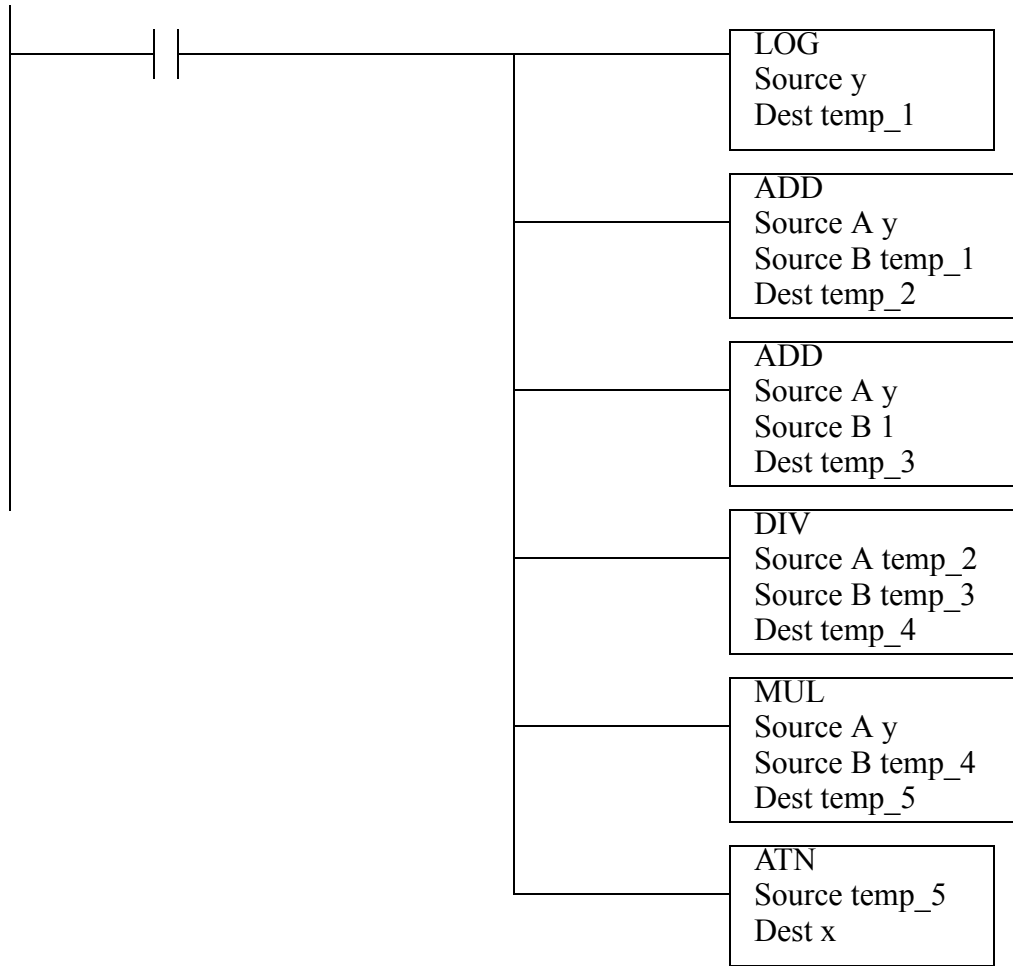 LOG
Source y
Dest temp_1
ADD
Source A y
Source B temp_1
Dest temp_2
ADD
Source A y
Source B 1
Dest temp_3
DIV
Source A temp_2
Source B temp_3
Dest temp_4
MUL
Source A y
Source B temp_4
Dest temp_5
ATN
Source temp_5
Dest x